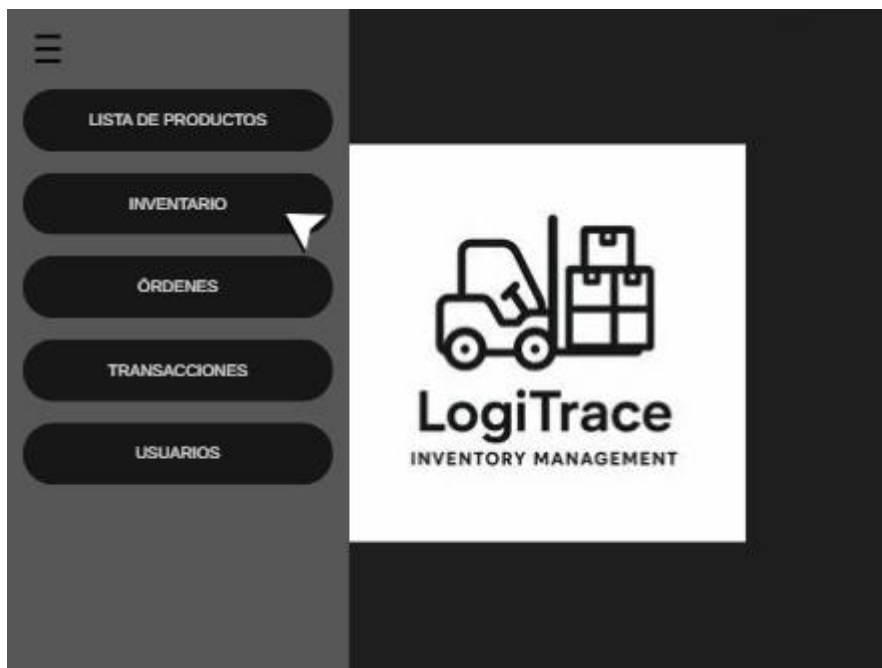 LISTA DE PRODUCTOS
INVENTARIO
ÓRDENES
TRANSACCIONES
USUARIOS
LogiTrace
INVENTORY MANAGEMENT